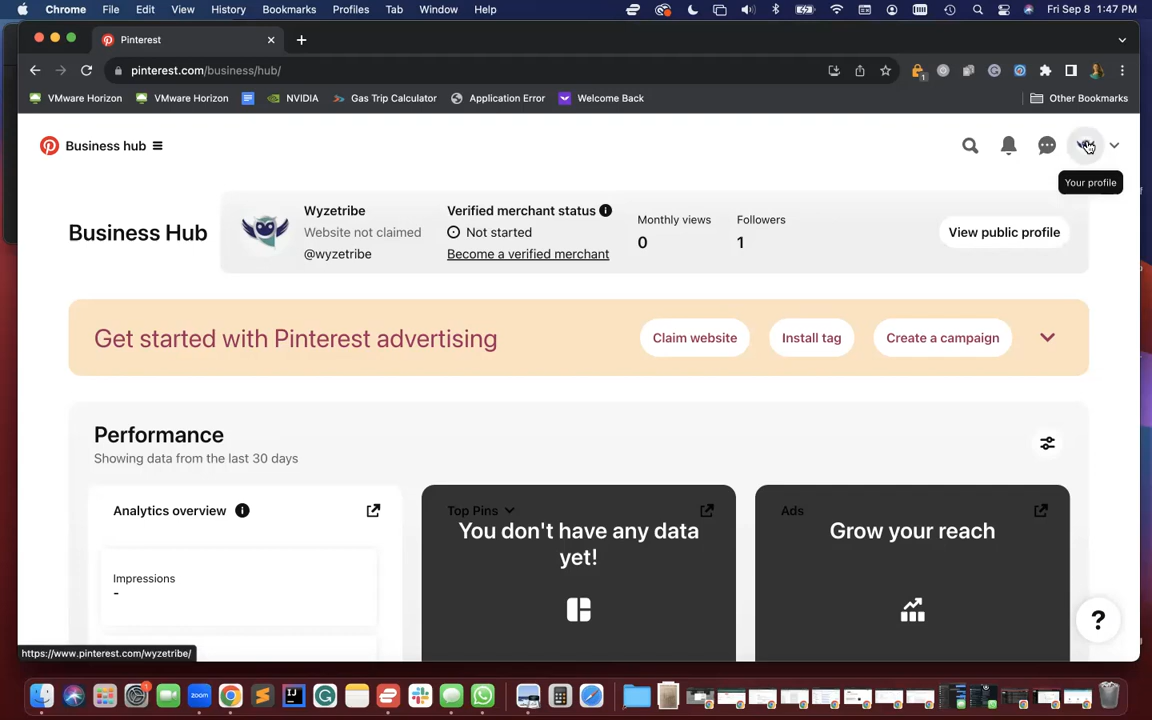 Chrome File Edit View History Bookmarks Profiles Tab Window Help Fri Sep 8 1:47 PM
Pinterest
pinterest.com/business/hub/
VMware Horizon VMware Horizon NVIDIA Gas Trip Calculator Application Error Welcome Back Other Bookmarks
Business hub
Your profile
Business Hub
Wyzetribe
Website not claimed
@wyzetribe
Verified merchant status
Not started
Become a verified merchant
Monthly views
0
Followers
1
View public profile
Get started with Pinterest advertising
Claim website
Install tag
Create a campaign
Performance
Showing data from the last 30 days
Analytics overview
Impressions
-
Top Pins
You don't have any data
yet!
Ads
Grow your reach
?
https://www.pinterest.com/wyzetribe/
zoom